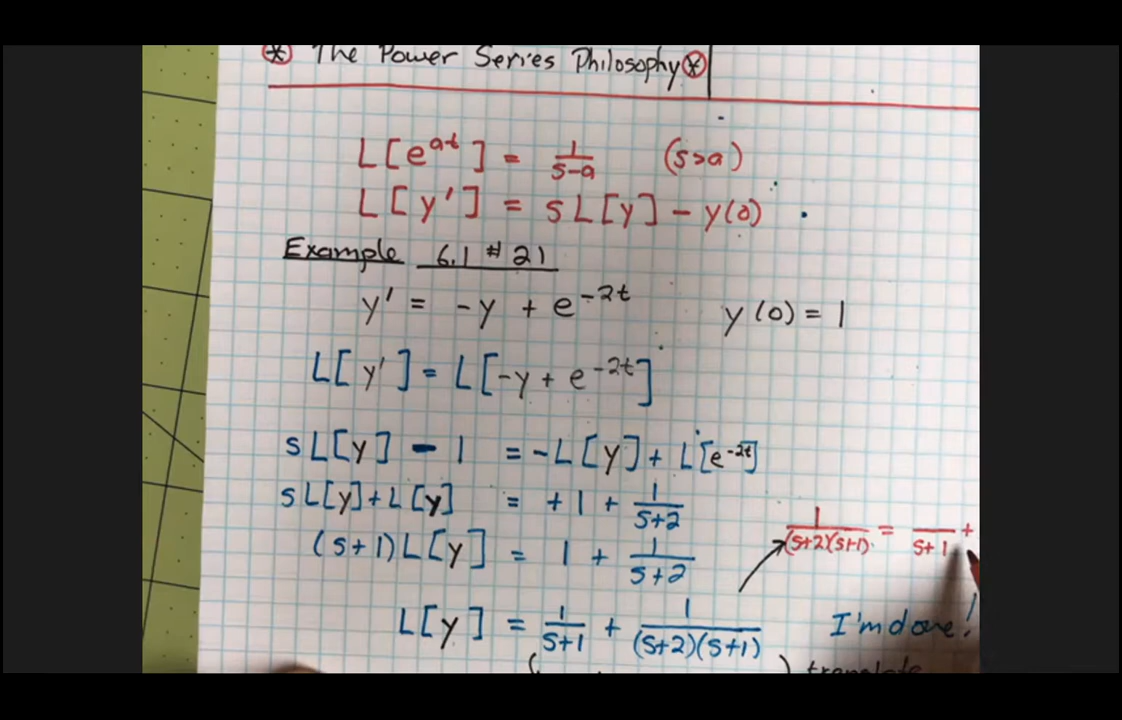 * The Power Series Philosophy *
L[e^{at}] = 1/(s-a) (s>a)
L[y'] = sL[y] - y(0)
Example 6.1 #21
y' = -y + e^{-2t} y(0) = 1
L[y'] = L[-y + e^{-2t}]
sL[y] - 1 = -L[y] + L[e^{-2t}]
sL[y] + L[y] = +1 + 1/(s+2)
(s+1)L[y] = 1 + 1/(s+2)
1/((s+2)(s+1)) = /(s+1) +
L[y] = 1/(s+1) + 1/((s+2)(s+1)) I'm done!
( ) translate